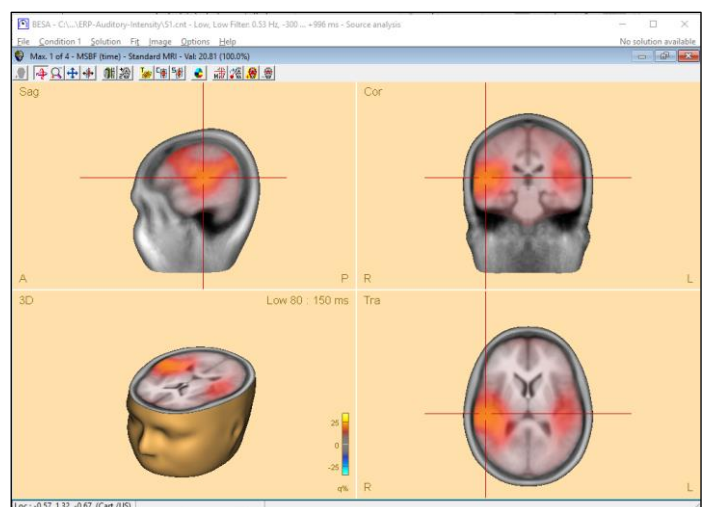 BESA - C:\...\ERP-Auditory-Intensity\S1.cnt - Low, Low Filter: 0.53 Hz, -300 ... +996 ms - Source analysis
File Condition 1 Solution Fit Image Options Help No solution available
Max. 1 of 4 - MSBF (time) - Standard MRI - Val: 20.81 (100.0%)
Sag
Cor
A P
R L
3D Low 80 : 150 ms
Tra
25
0
-25
q%
R L
Loc.: -0.57, 1.32, -0.67 (Cart./US)